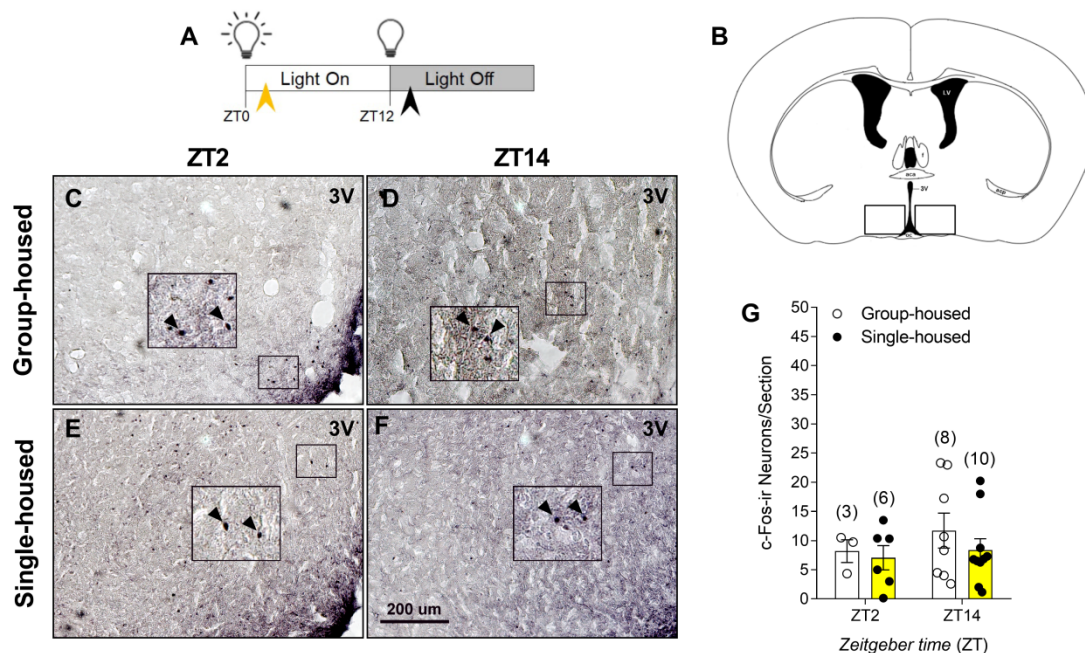 A
Light On
Light Off
ZT0
ZT12
B
LV
f
aca
3V
asp
ZT2
ZT14
Group-housed
Single-housed
C
3V
D
3V
E
3V
F
3V
200 um
G
Group-housed
Single-housed
c-Fos-ir Neurons/Section
50
45
40
35
30
25
20
15
10
5
0
(3)
(6)
(8)
(10)
ZT2
ZT14
Zeitgeber time (ZT)